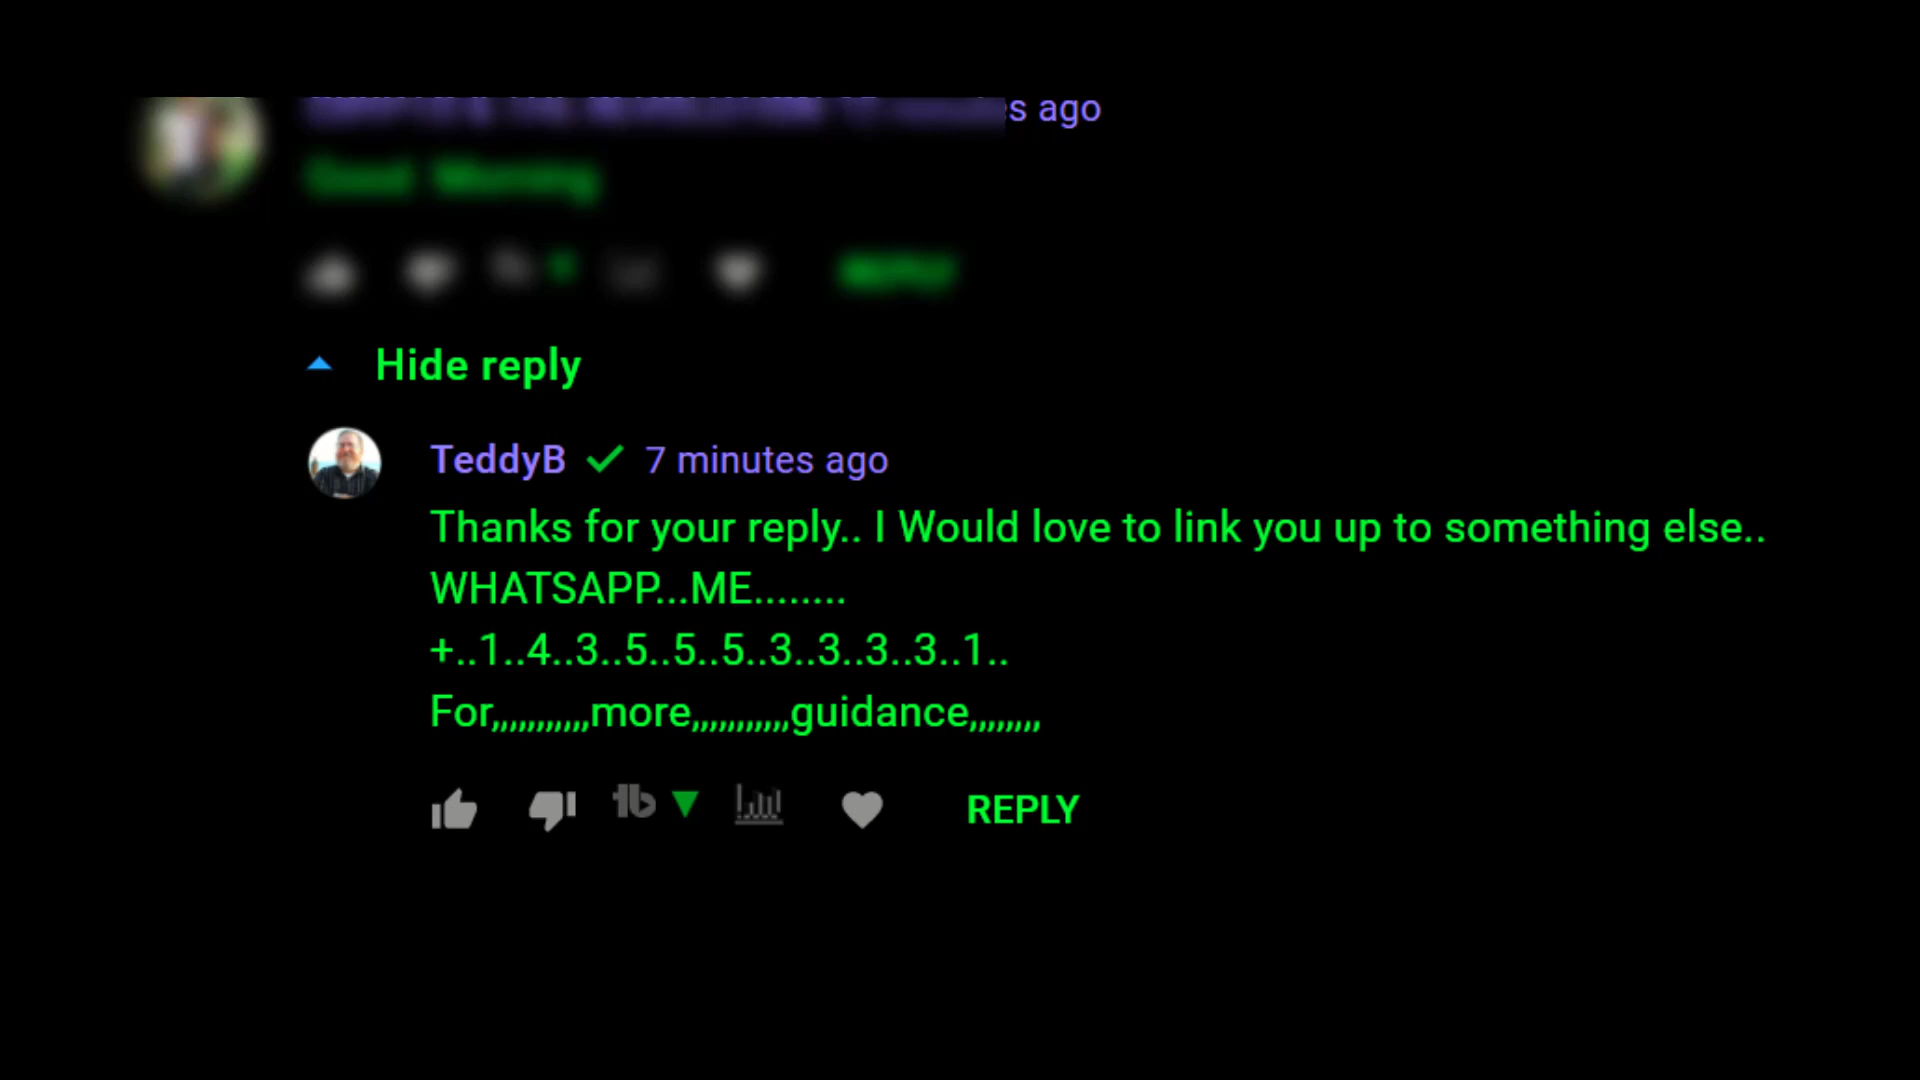 s ago
Hide reply
TeddyB 7 minutes ago
Thanks for your reply.. I Would love to link you up to something else..
WHATSAPP...ME........
+..1..4..3..5..5..5..3..3..3..3..1..
For,,,,,,,,,,,more,,,,,,,,,,,guidance,,,,,,,,
REPLY